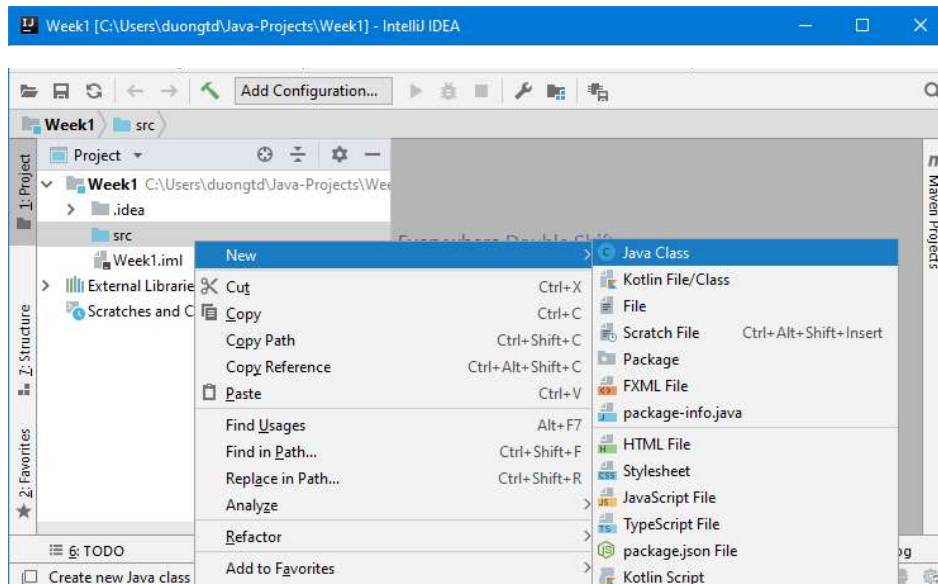 Week1 [C:\Users\duongtd\Java-Projects\Week1] - IntelliJ IDEA
Add Configuration...
Week1 src
1: Project
Project
Week1 C:\Users\duongtd\Java-Projects\Wee
.idea
src
Week1.iml
External Librarie
Scratches and C
New
Cut Ctrl+X
Copy Ctrl+C
Copy Path Ctrl+Shift+C
Copy Reference Ctrl+Alt+Shift+C
Paste Ctrl+V
Find Usages Alt+F7
Find in Path... Ctrl+Shift+F
Replace in Path... Ctrl+Shift+R
Analyze
Refactor
Add to Favorites
Java Class
Kotlin File/Class
File
Scratch File Ctrl+Alt+Shift+Insert
Package
FXML File
package-info.java
HTML File
Stylesheet
JavaScript File
TypeScript File
package.json File
Kotlin Script
Maven Projects
Z: Structure
2: Favorites
6: TODO
Create new Java class